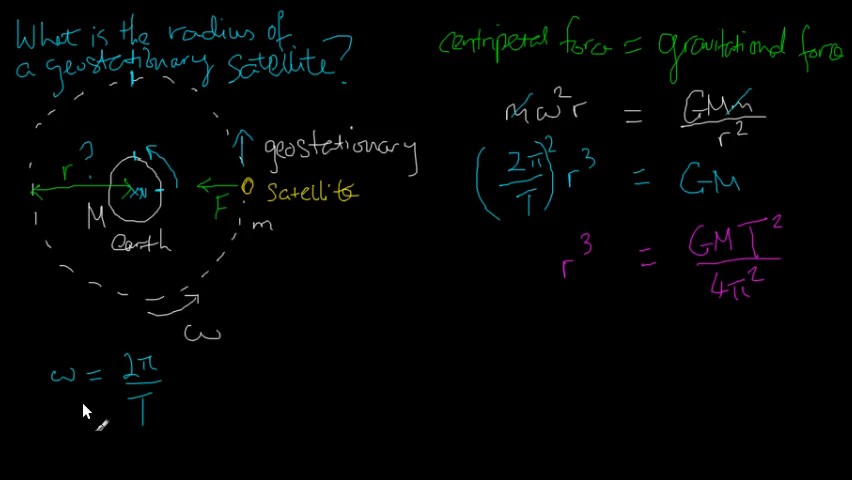 What is the radius of
a geostationary satellite?
centripetal force = gravitational force
mω²r = GMm/r²
(2π/T)² r³ = GM
r³ = GMT²/4π²
r ?
geostationary
satellite
F
m
M
N
earth
ω
ω = 2π/T